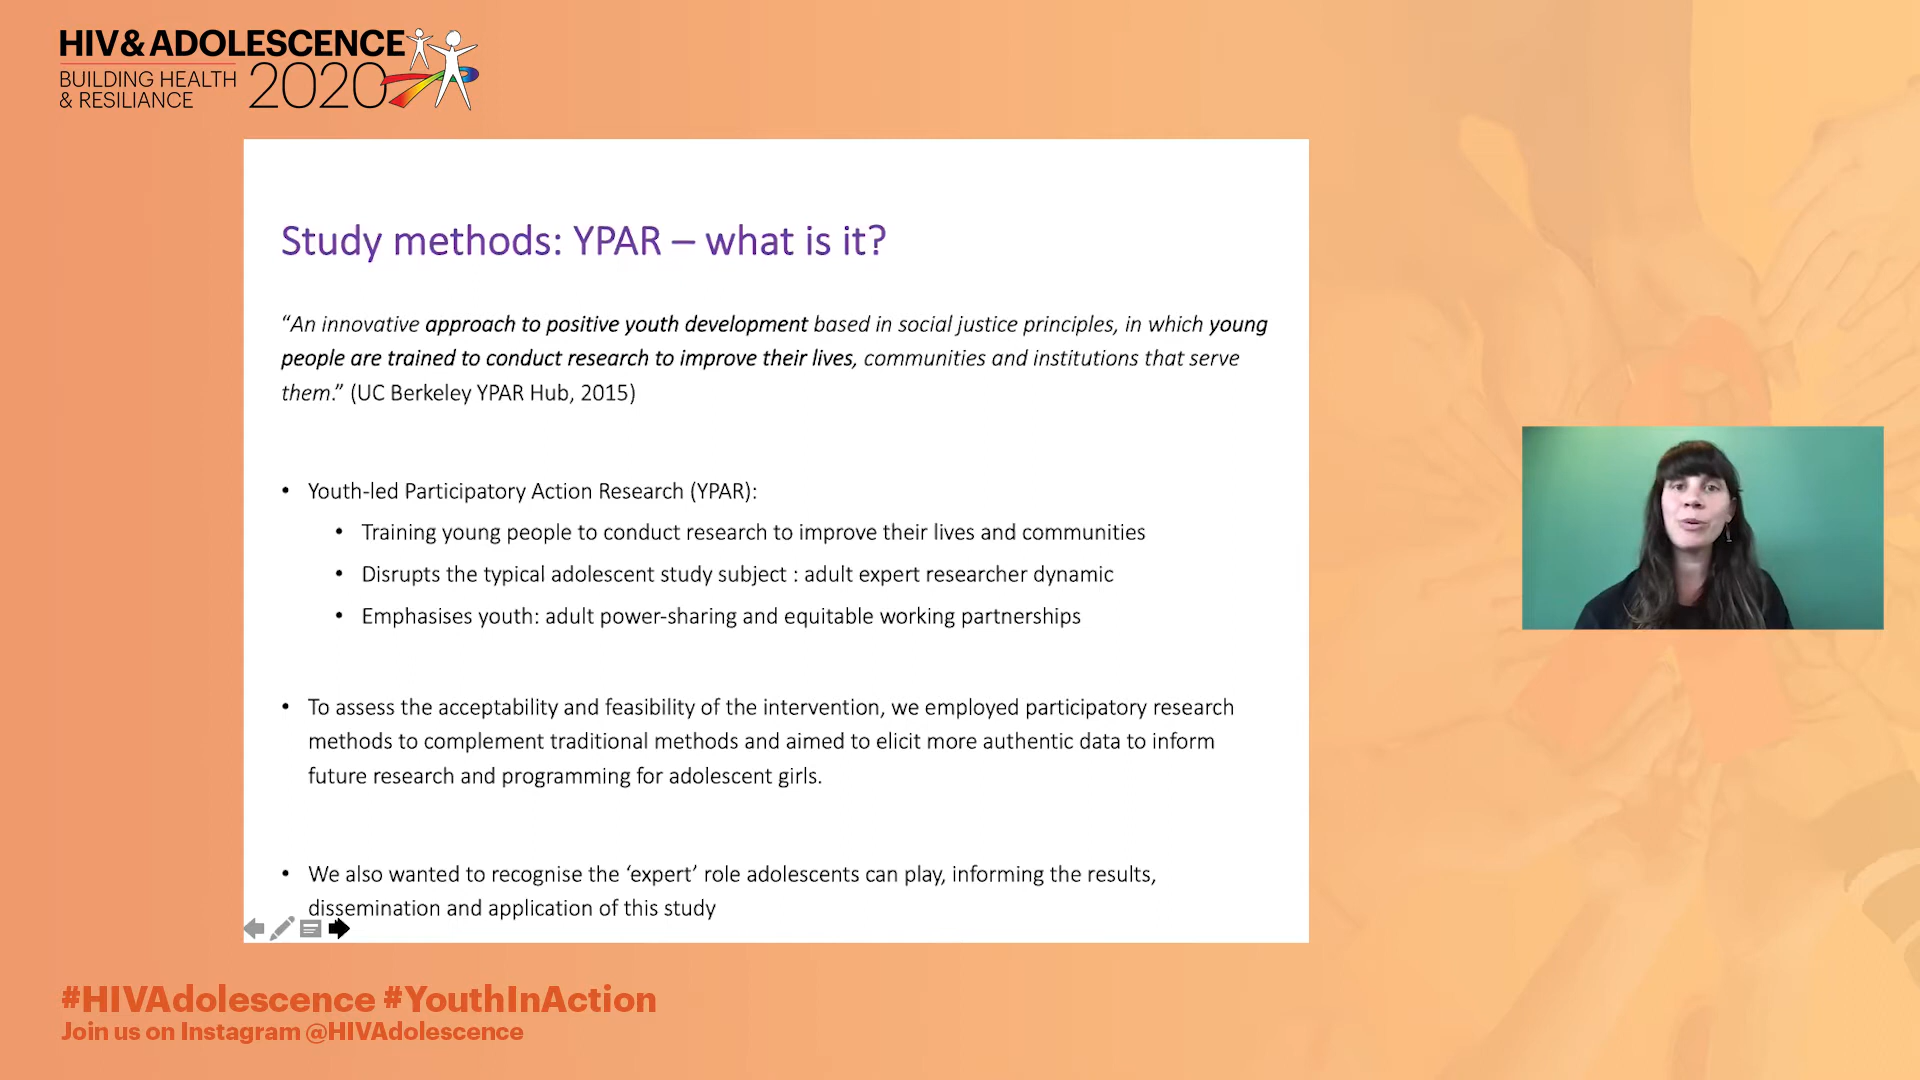 HIV & ADOLESCENCE
BUILDING HEALTH
& RESILIANCE
2020
Study methods: YPAR – what is it?
“An innovative approach to positive youth development based in social justice principles, in which young
people are trained to conduct research to improve their lives, communities and institutions that serve
them.” (UC Berkeley YPAR Hub, 2015)
• Youth-led Participatory Action Research (YPAR):
• Training young people to conduct research to improve their lives and communities
• Disrupts the typical adolescent study subject : adult expert researcher dynamic
• Emphasises youth: adult power-sharing and equitable working partnerships
• To assess the acceptability and feasibility of the intervention, we employed participatory research
methods to complement traditional methods and aimed to elicit more authentic data to inform
future research and programming for adolescent girls.
• We also wanted to recognise the ‘expert’ role adolescents can play, informing the results,
dissemination and application of this study
#HIVAdolescence #YouthInAction
Join us on Instagram @HIVAdolescence